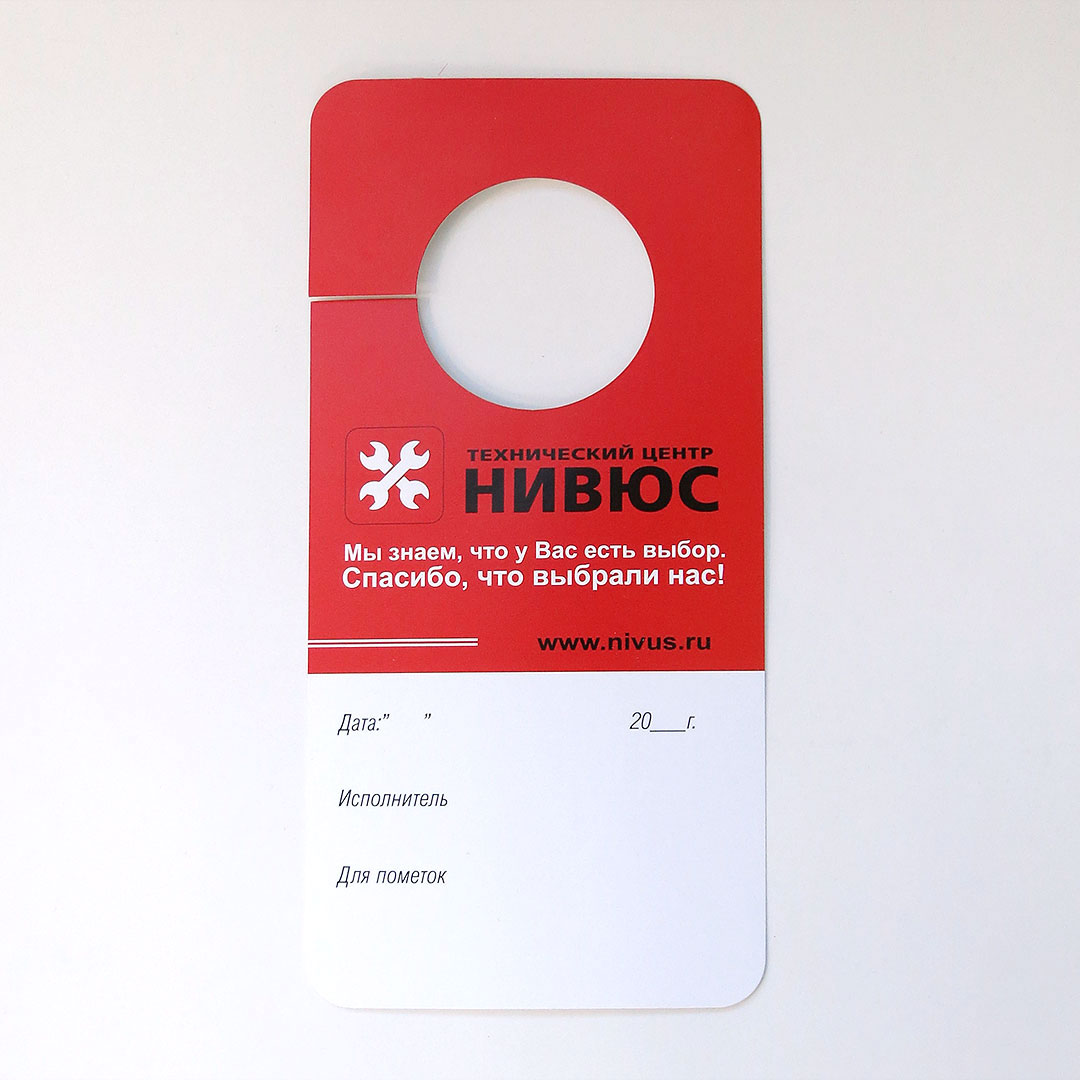 ТЕХНИЧЕСКИЙ ЦЕНТР
НИВЮС
Мы знаем, что у Вас есть выбор.
Спасибо, что выбрали нас!
www.nivus.ru
Дата:” ” 20___г.
Исполнитель
Для пометок